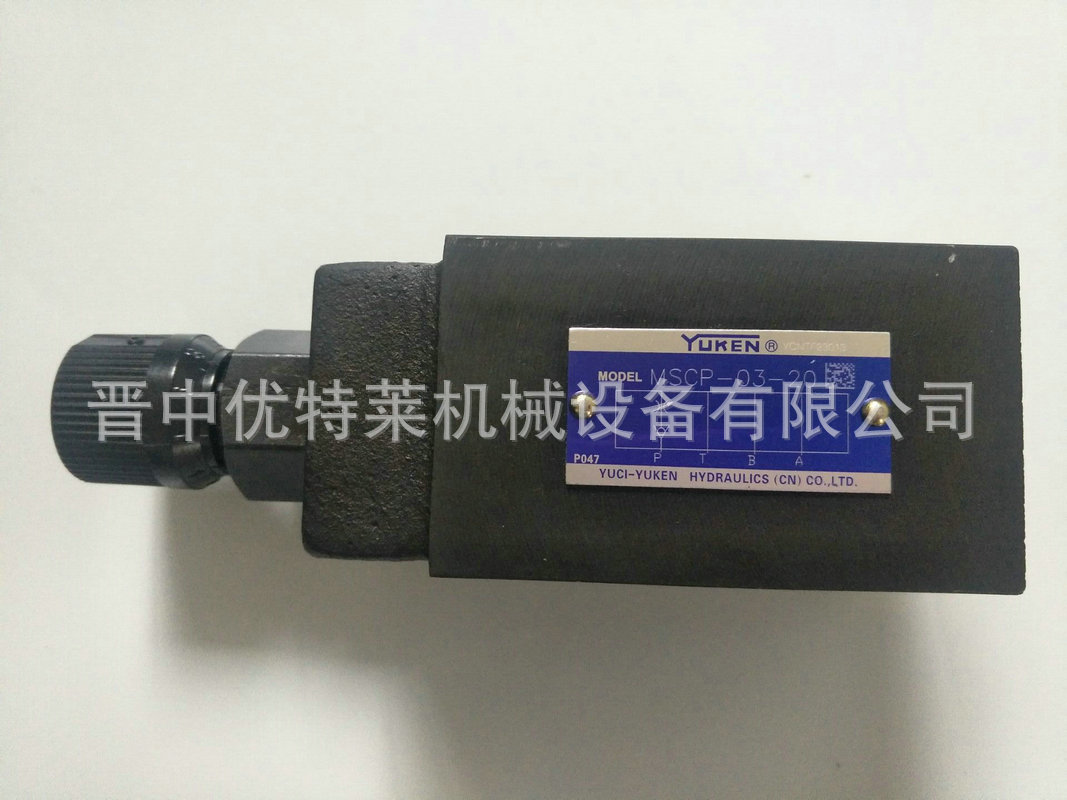 YUKEN ®
MODEL MSCP-03-20
晋中优特莱机械设备有限公司
P047 P T B A
YUCI-YUKEN HYDRAULICS (CN) CO.,LTD.